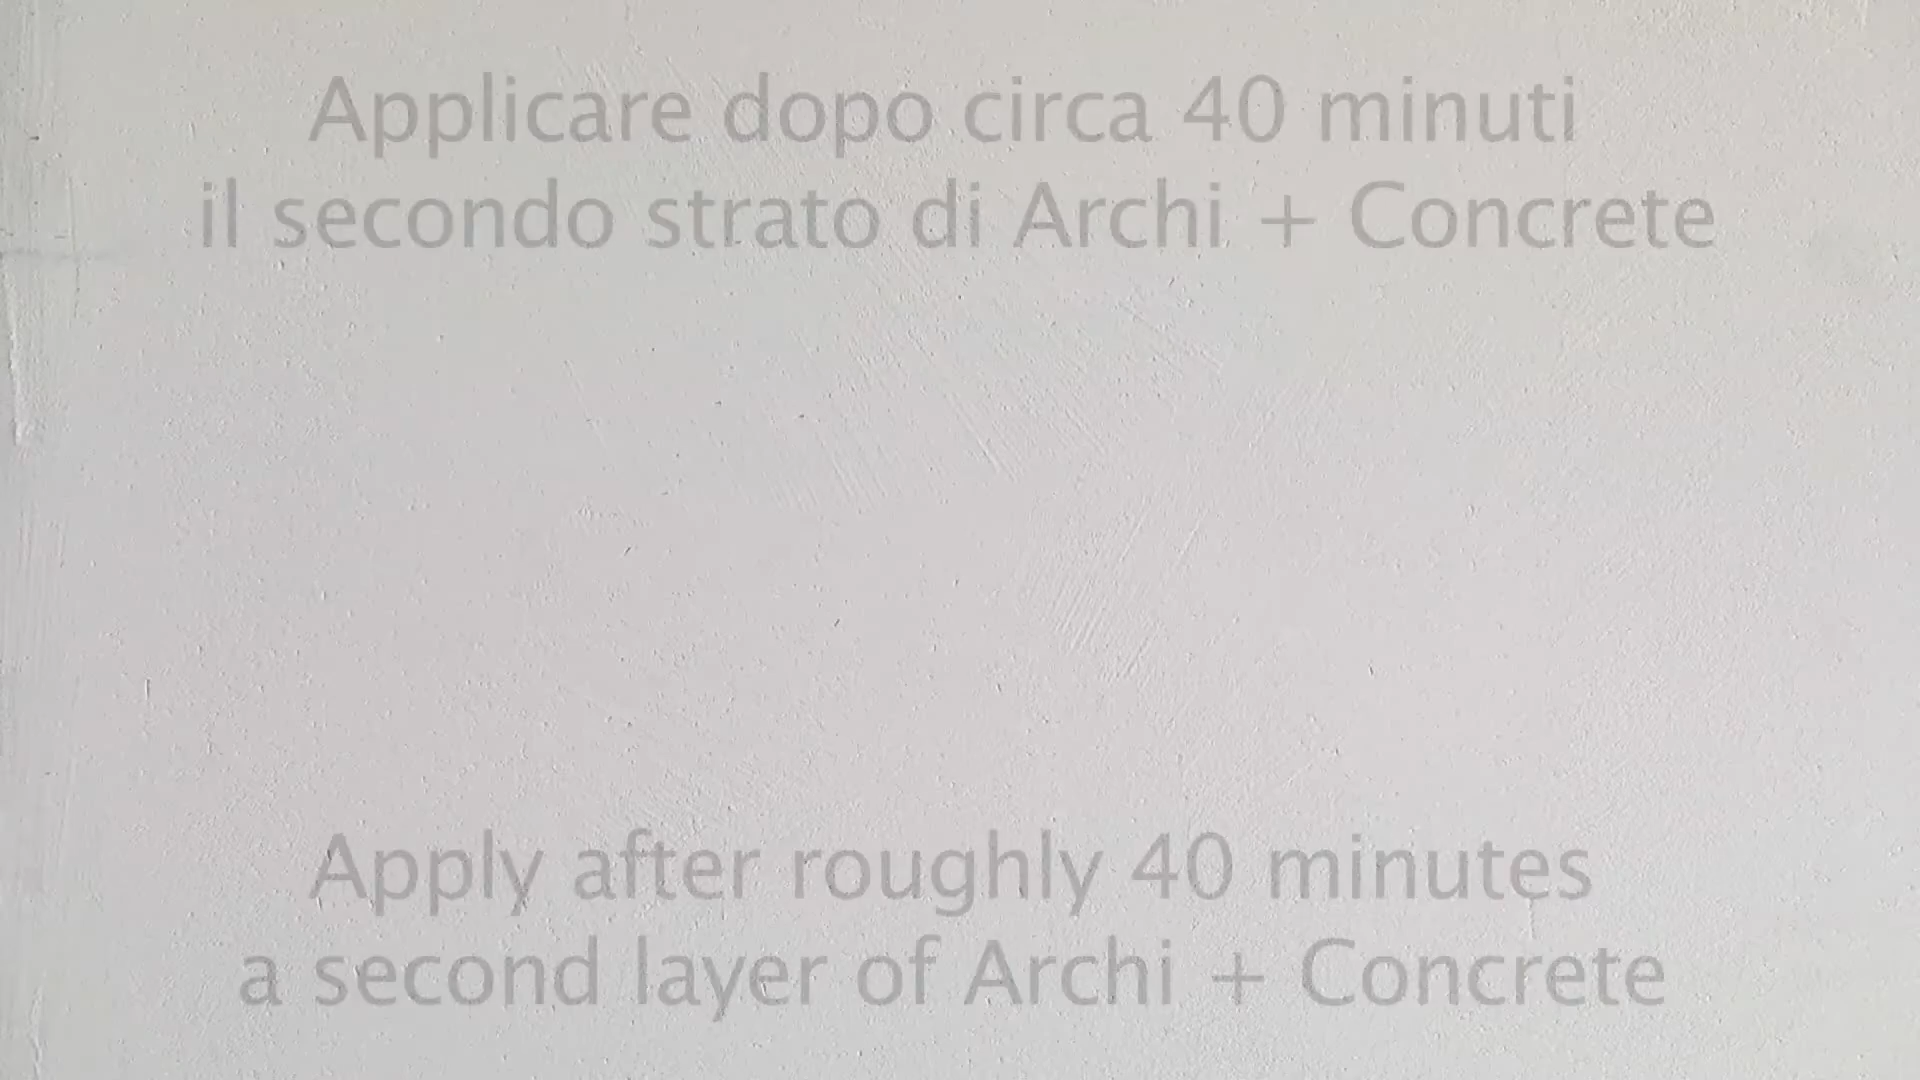 Applicare dopo circa 40 minuti
il secondo strato di Archi + Concrete
Apply after roughly 40 minutes
a second layer of Archi + Concrete